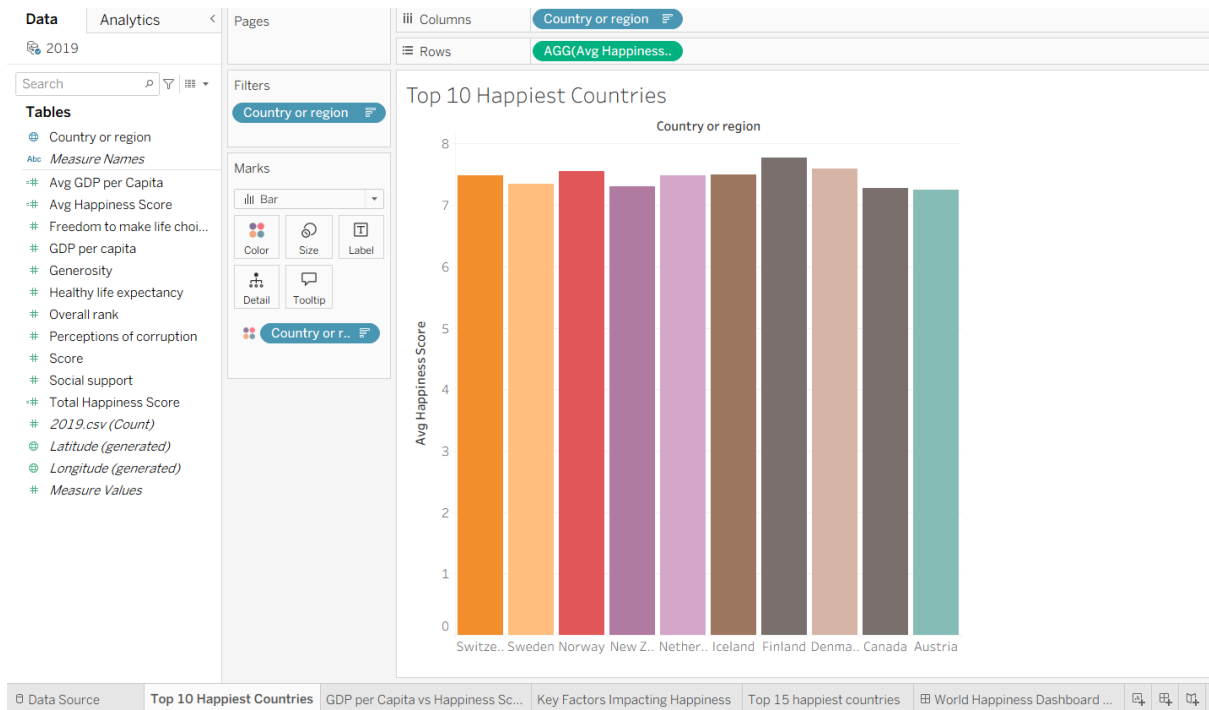 Data
Analytics
2019
Search
Tables
Country or region
Abc Measure Names
Avg GDP per Capita
Avg Happiness Score
Freedom to make life choi...
GDP per capita
Generosity
Healthy life expectancy
Overall rank
Perceptions of corruption
Score
Social support
Total Happiness Score
2019.csv (Count)
Latitude (generated)
Longitude (generated)
Measure Values
Pages
Filters
Country or region
Marks
Bar
Color Size Label
Detail Tooltip
Country or r..
Columns Country or region
Rows AGG(Avg Happiness..
Top 10 Happiest Countries
Country or region
Avg Happiness Score
8
7
6
5
4
3
2
1
0
Switze.. Sweden Norway New Z.. Nether.. Iceland Finland Denma.. Canada Austria
Data Source Top 10 Happiest Countries GDP per Capita vs Happiness Sc... Key Factors Impacting Happiness Top 15 happiest countries World Happiness Dashboard ...